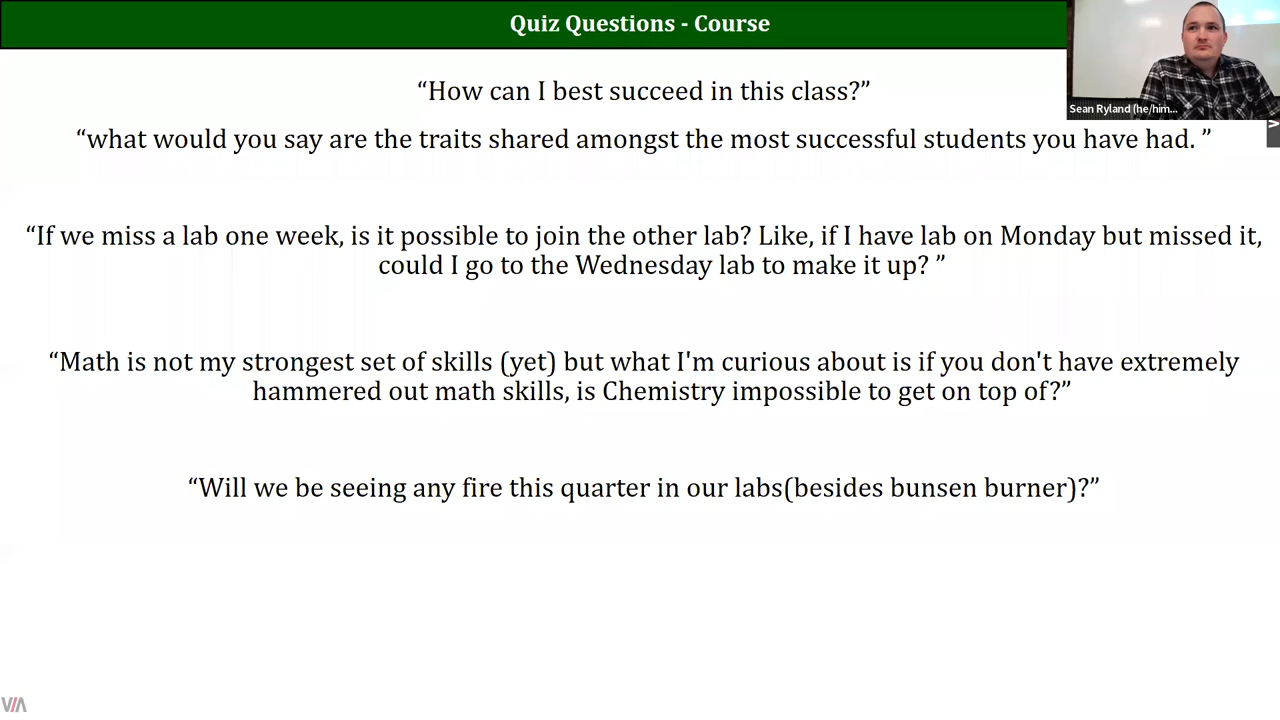 Quiz Questions - Course
Sean Ryland (he/him...
“How can I best succeed in this class?”
“what would you say are the traits shared amongst the most successful students you have had. ”
“If we miss a lab one week, is it possible to join the other lab? Like, if I have lab on Monday but missed it,
could I go to the Wednesday lab to make it up? ”
“Math is not my strongest set of skills (yet) but what I'm curious about is if you don't have extremely
hammered out math skills, is Chemistry impossible to get on top of?”
“Will we be seeing any fire this quarter in our labs(besides bunsen burner)?”
VIA